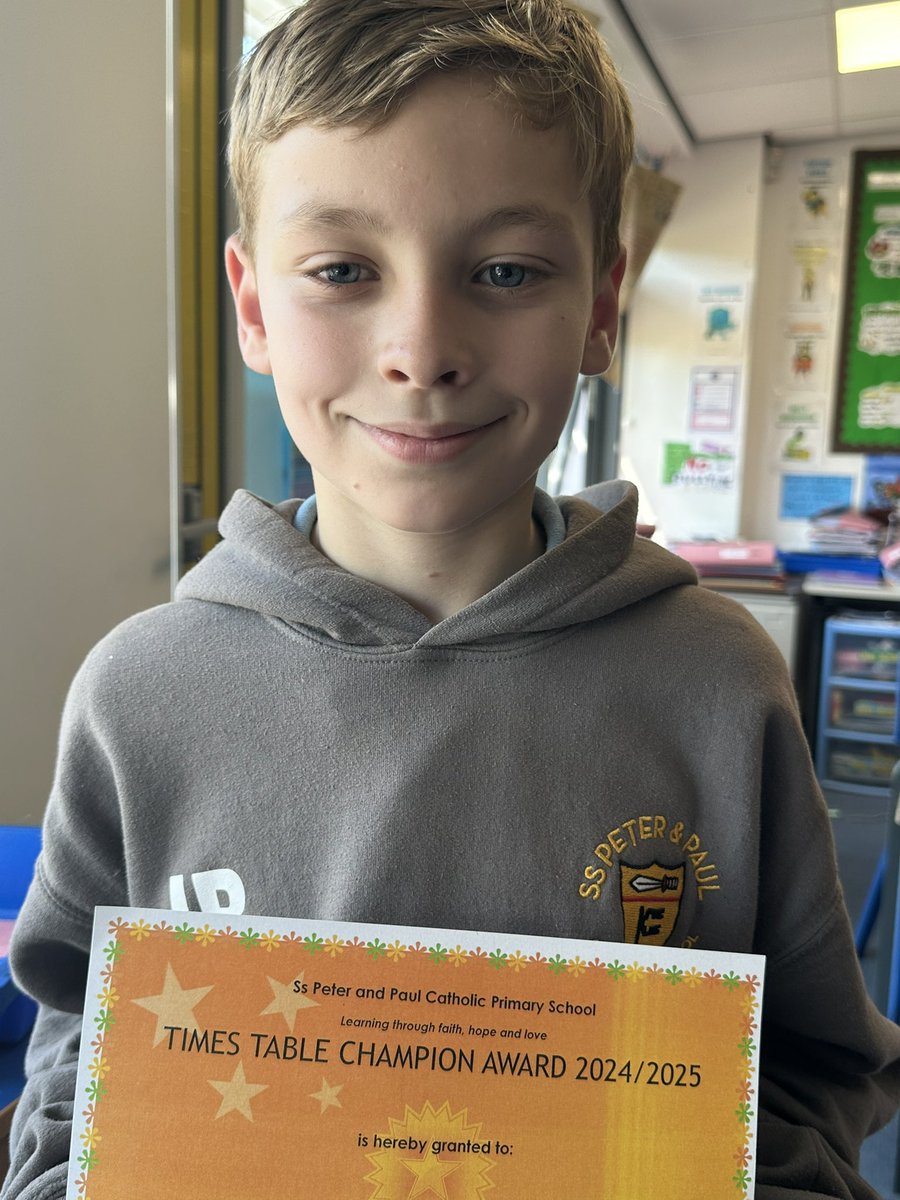 SS PETER & PAUL
Ss Peter and Paul Catholic Primary School
Learning through faith, hope and love
TIMES TABLE CHAMPION AWARD 2024/2025
is hereby granted to: